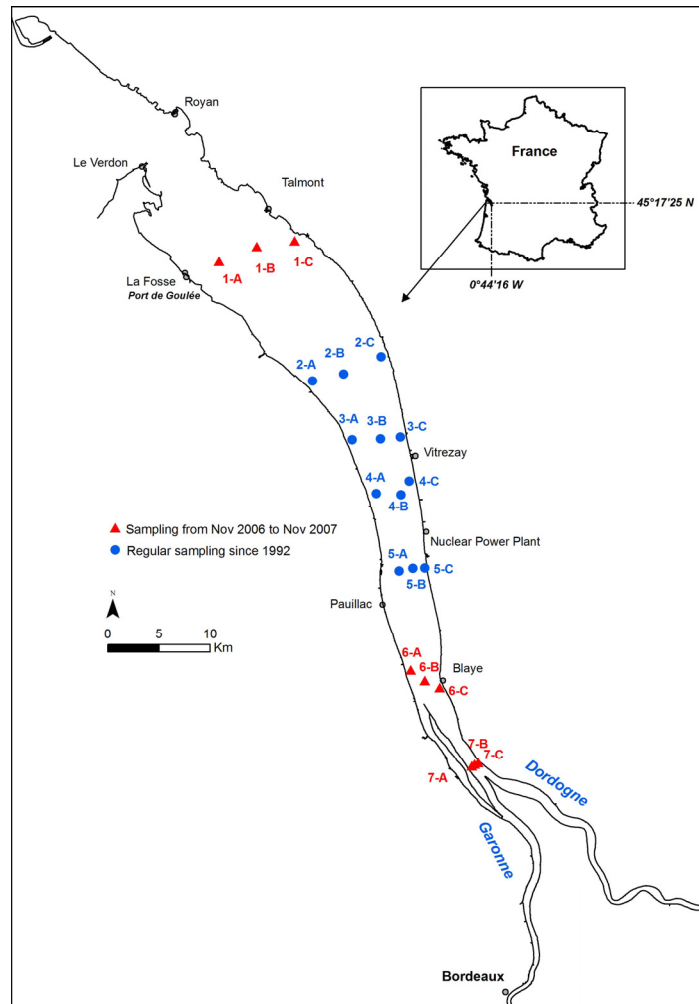 Royan
Le Verdon
Talmont
France
45°17'25 N
0°44'16 W
1-A
1-B
1-C
La Fosse
Port de Goulée
2-A
2-B
2-C
3-A
3-B
3-C
Vitrezay
4-A
4-B
4-C
Sampling from Nov 2006 to Nov 2007
Regular sampling since 1992
Nuclear Power Plant
5-A
5-B
5-C
N
Pauillac
0 5 10
Km
6-A
6-B
6-C
Blaye
7-B
7-C
7-A
Dordogne
Garonne
Bordeaux